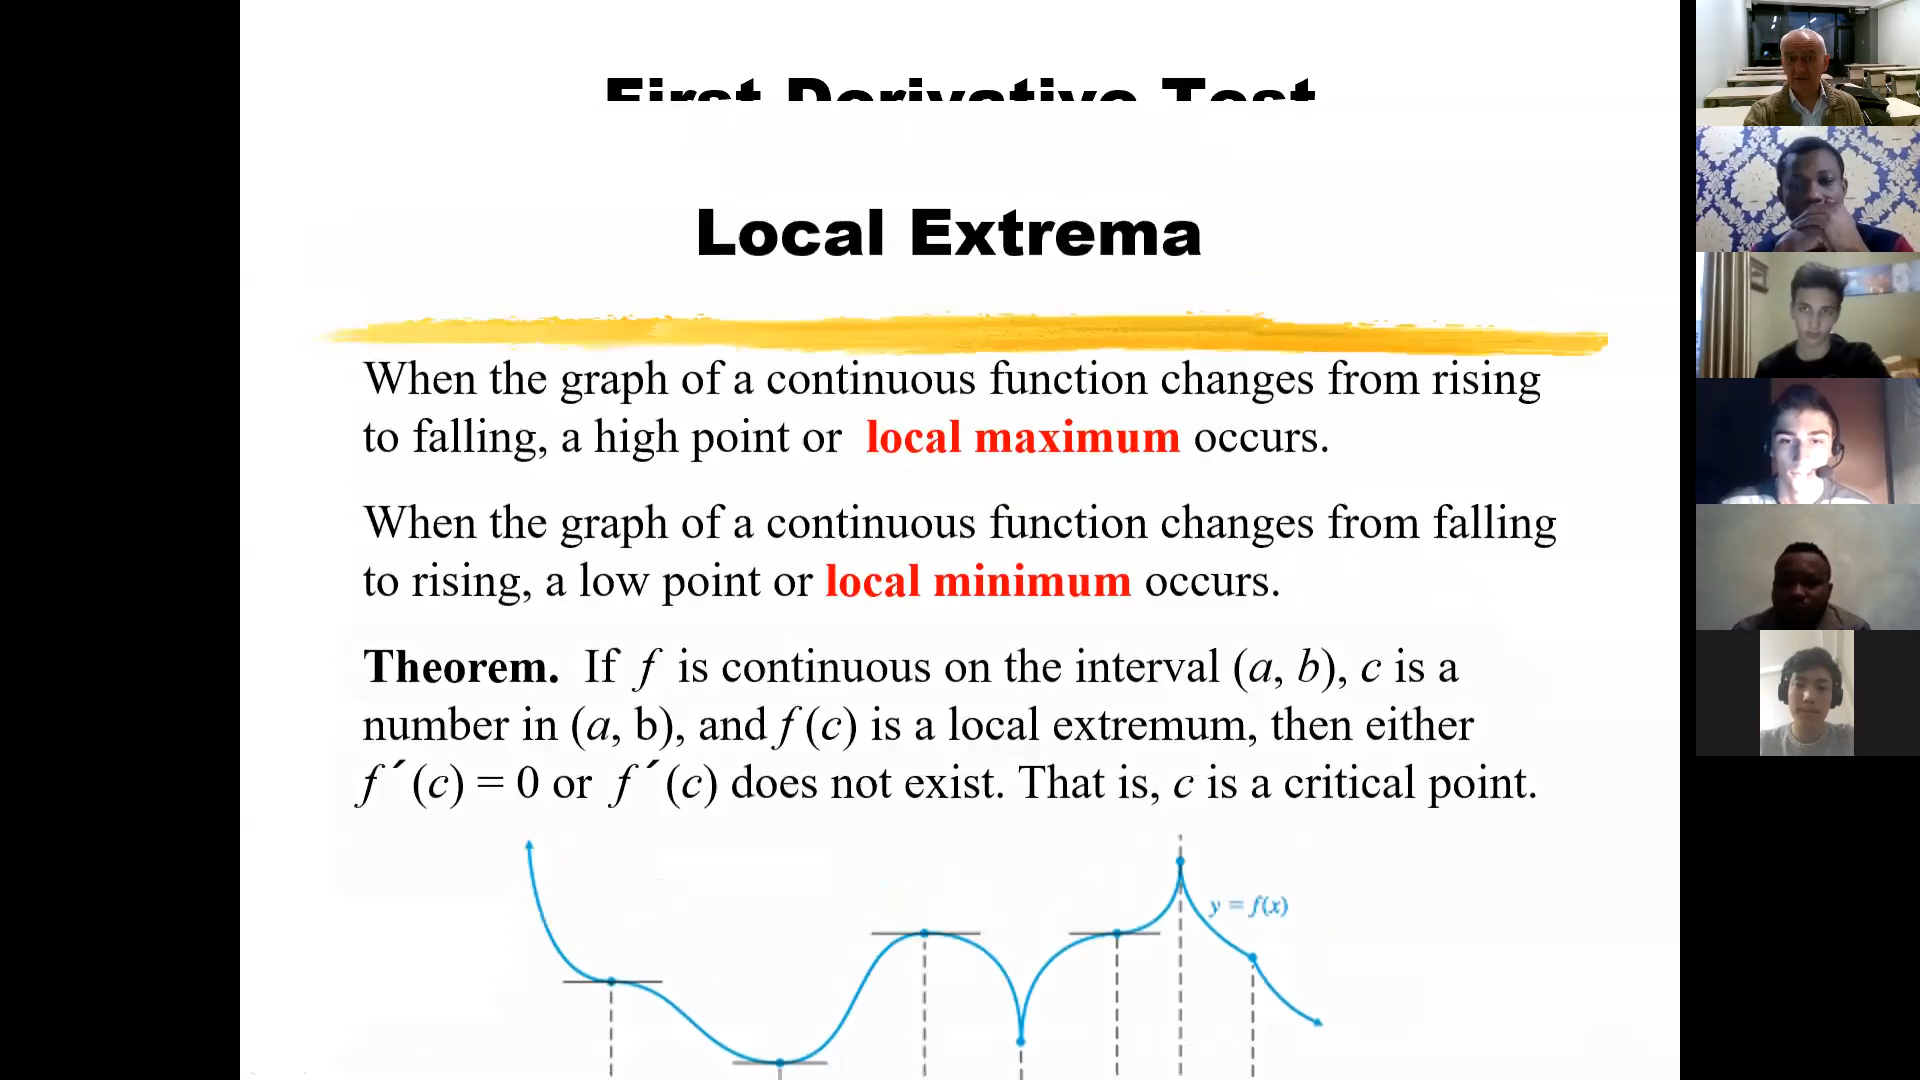 First Derivative Test
Local Extrema
When the graph of a continuous function changes from rising
to falling, a high point or local maximum occurs.
When the graph of a continuous function changes from falling
to rising, a low point or local minimum occurs.
Theorem. If f is continuous on the interval (a, b), c is a
number in (a, b), and f (c) is a local extremum, then either
f ´(c) = 0 or f ´(c) does not exist. That is, c is a critical point.
y = f(x)